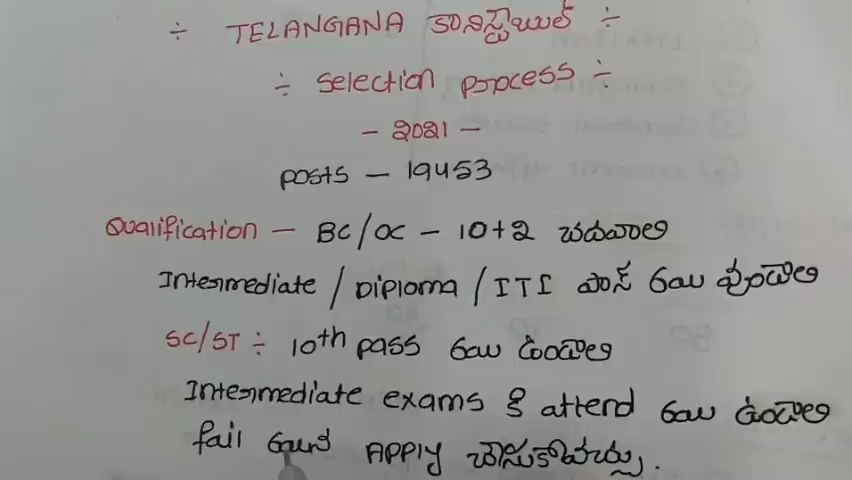 ÷ TELANGANA కానిస్టేబుల్ ÷
÷ Selection process ÷
- 2021 -
posts - 19453
Qualification - BC/OC - 10+2 చదవాలి
Intermediate / Diploma / ITI పాస్ అయి వుండాలి
SC/ST ÷ 10th pass అయి ఉండాలి
Intermediate exams కి attend అయి ఉండాలి
fail అయిన APPly చేసుకోవచ్చు.